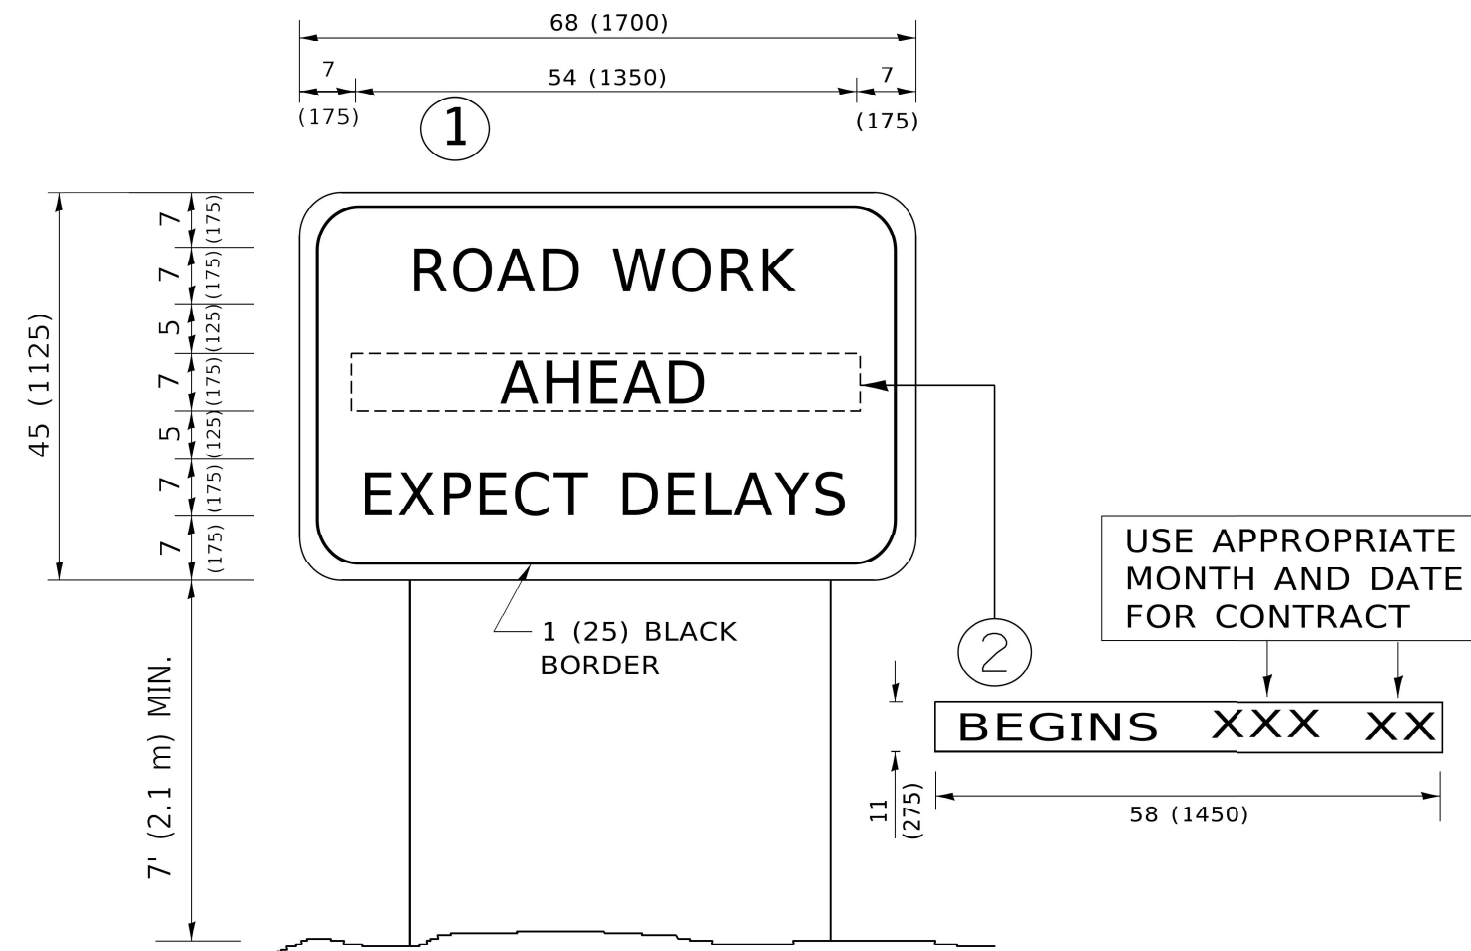 68 (1700)
7
54 (1350)
7
(175)
(175)
1
45 (1125)
7 (175)
7 (175)
5 (125)
7 (175)
5 (125)
7 (175)
7 (175)
ROAD WORK
AHEAD
EXPECT DELAYS
1 (25) BLACK
BORDER
7' (2.1 m) MIN.
2
USE APPROPRIATE
MONTH AND DATE
FOR CONTRACT
BEGINS XXX XX
11
(275)
58 (1450)